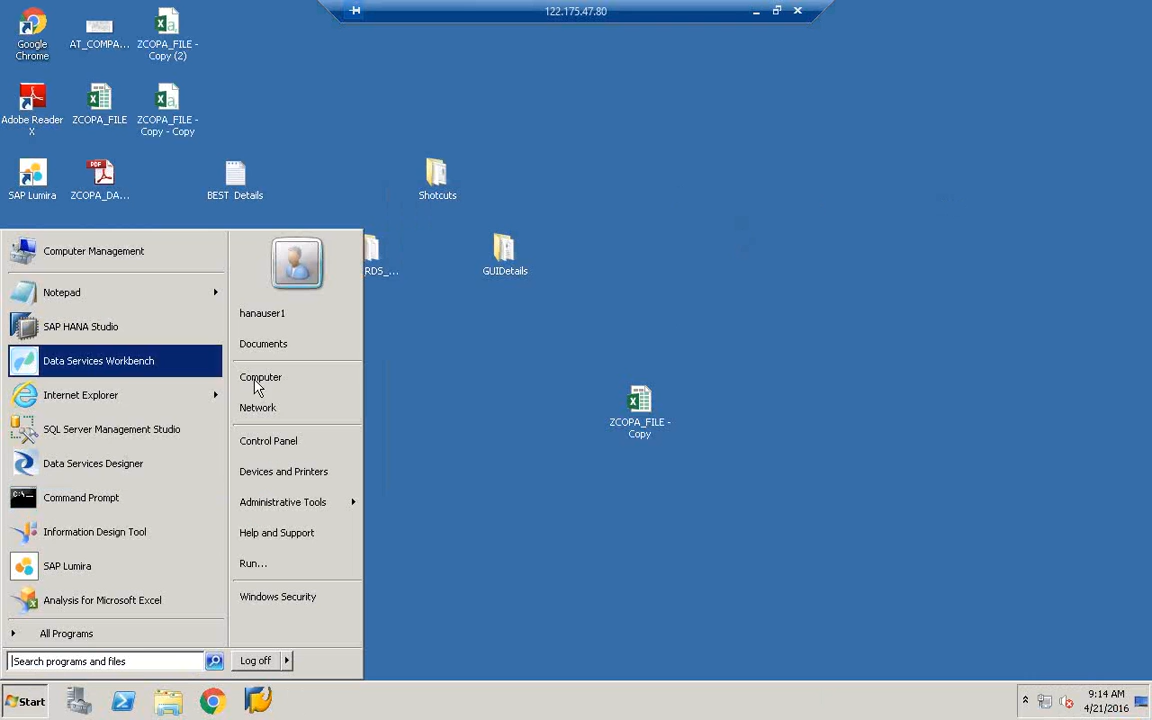 122.175.47.80
Google
Chrome
AT_COMPA...
ZCOPA_FILE -
Copy (2)
Adobe Reader
X
ZCOPA_FILE
ZCOPA_FILE -
Copy - Copy
SAP Lumira
PDF
ZCOPA_DA...
BEST Details
Shotcuts
RDS_...
GUIDetails
ZCOPA_FILE -
Copy
Computer Management
Notepad
SAP HANA Studio
Data Services Workbench
Internet Explorer
SQL Server Management Studio
Data Services Designer
Command Prompt
Information Design Tool
SAP Lumira
Analysis for Microsoft Excel
All Programs
Search programs and files
hanauser1
Documents
Computer
Network
Control Panel
Devices and Printers
Administrative Tools
Help and Support
Run...
Windows Security
Log off
Start
9:14 AM
4/21/2016